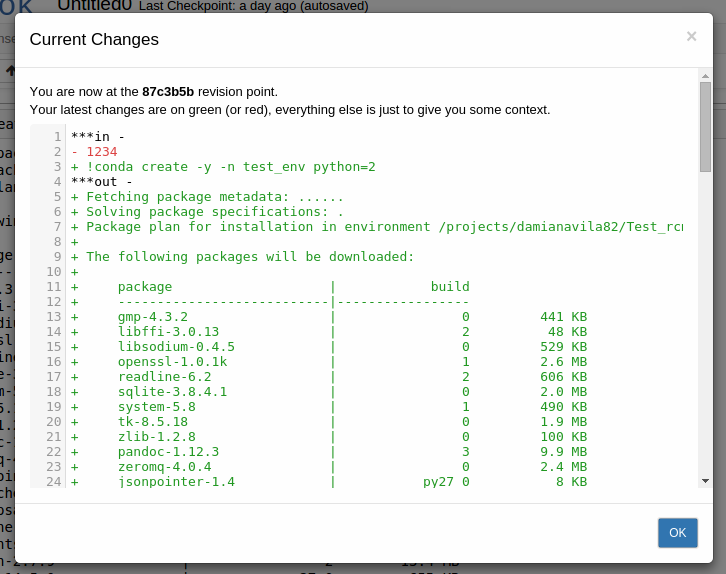 Untitled0 Last Checkpoint: a day ago (autosaved)
Current Changes ×
You are now at the 87c3b5b revision point.
Your latest changes are on green (or red), everything else is just to give you some context.
1 ***in -
2 - 1234
3 + !conda create -y -n test_env python=2
4 ***out -
5 + Fetching package metadata: ......
6 + Solving package specifications: .
7 + Package plan for installation in environment /projects/damianavila82/Test_rcm
8 +
9 + The following packages will be downloaded:
10 +
11 + package | build
12 + ---------------------------|-----------------
13 + gmp-4.3.2 | 0 441 KB
14 + libffi-3.0.13 | 2 48 KB
15 + libsodium-0.4.5 | 0 529 KB
16 + openssl-1.0.1k | 1 2.6 MB
17 + readline-6.2 | 2 606 KB
18 + sqlite-3.8.4.1 | 0 2.0 MB
19 + system-5.8 | 1 490 KB
20 + tk-8.5.18 | 0 1.9 MB
21 + zlib-1.2.8 | 0 100 KB
22 + pandoc-1.12.3 | 3 9.9 MB
23 + zeromq-4.0.4 | 0 2.4 MB
24 + jsonpointer-1.4 | py27_0 8 KB
OK